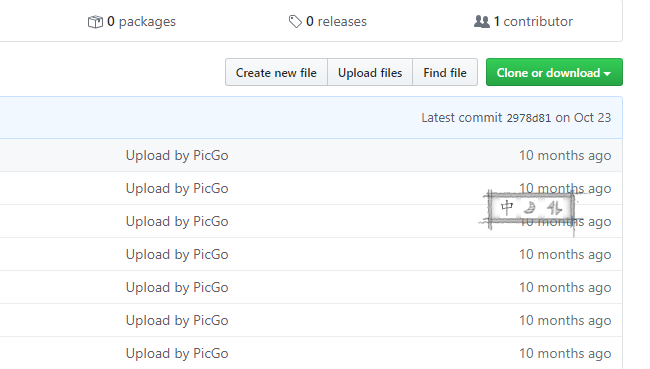 0 packages 0 releases 1 contributor
Create new file Upload files Find file Clone or download
Latest commit 2978d81 on Oct 23
Upload by PicGo 10 months ago
Upload by PicGo 10 months ago
中
Upload by PicGo 10 months ago
Upload by PicGo 10 months ago
Upload by PicGo 10 months ago
Upload by PicGo 10 months ago
Upload by PicGo 10 months ago